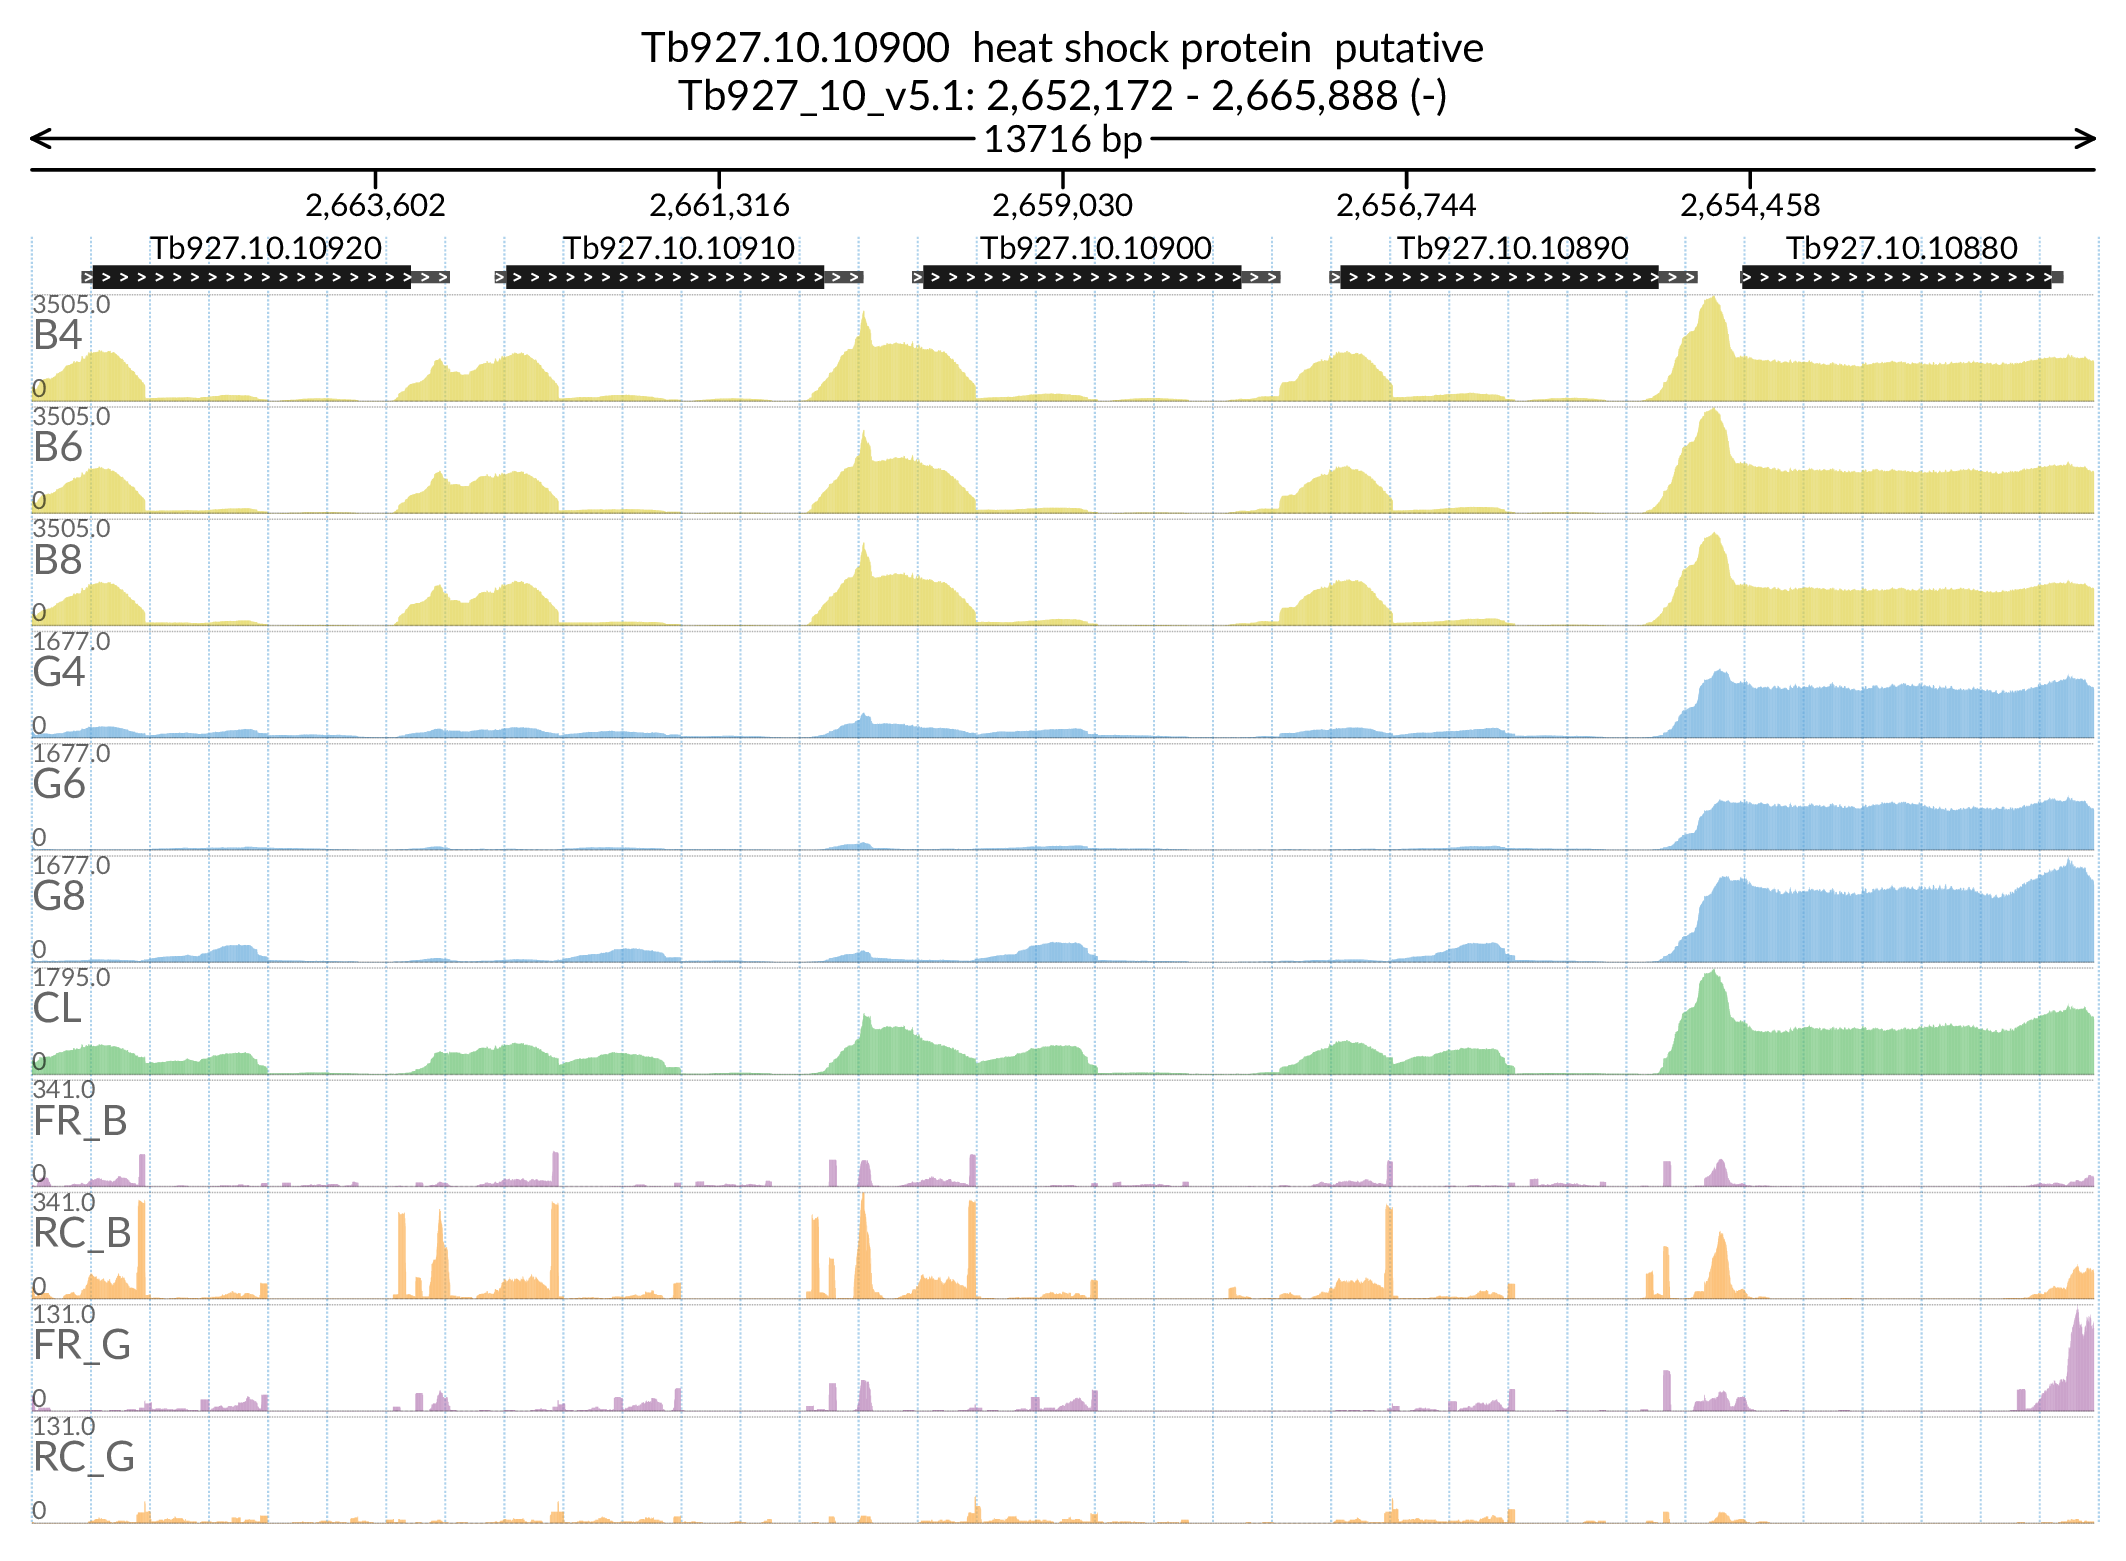 Tb927.10.10900 heat shock protein putative
Tb927_10_v5.1: 2,652,172 - 2,665,888 (-)
13716 bp
2,663,602 2,661,316 2,659,030 2,656,744 2,654,458
Tb927.10.10920 Tb927.10.10910 Tb927.10.10900 Tb927.10.10890 Tb927.10.10880
3505.0
B4
0
3505.0
B6
0
3505.0
B8
0
1677.0
G4
0
1677.0
G6
0
1677.0
G8
0
1795.0
CL
0
341.0
FR_B
0
341.0
RC_B
0
131.0
FR_G
0
131.0
RC_G
0